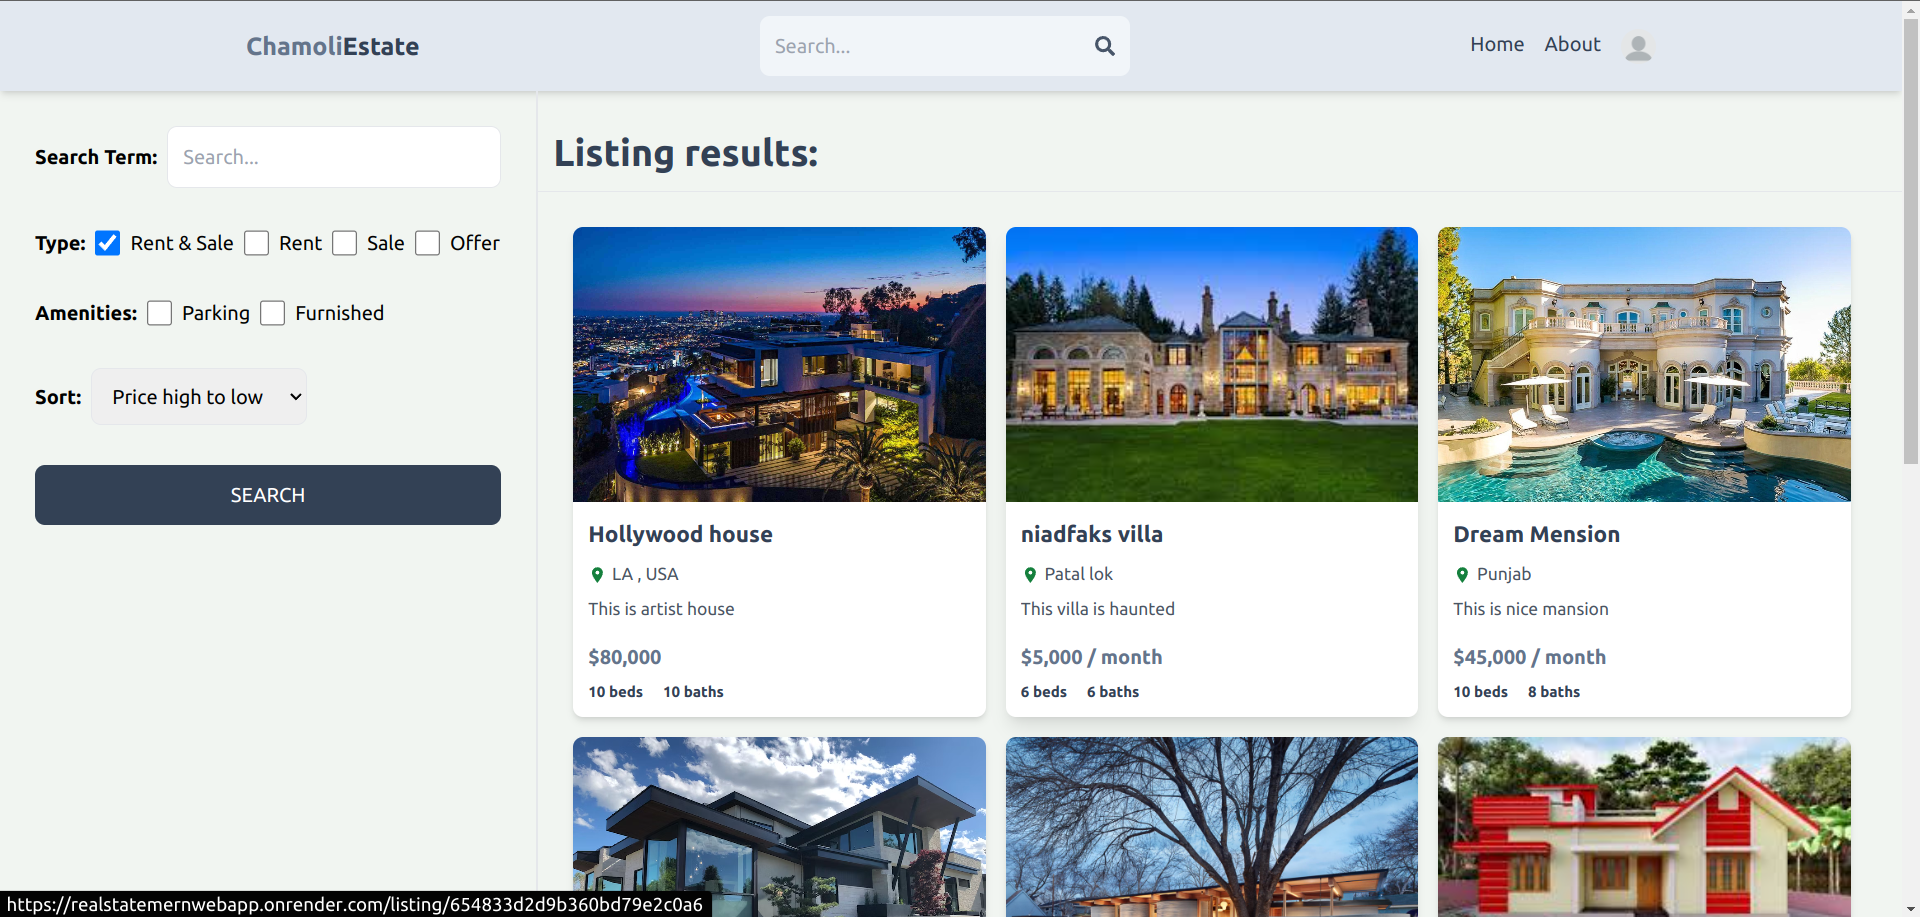 ChamoliEstate
Search...
Home About
Search Term: Search...
Type: Rent & Sale Rent Sale Offer
Amenities: Parking Furnished
Sort: Price high to low
SEARCH
Listing results:
Hollywood house
LA , USA
This is artist house
$80,000
10 beds 10 baths
niadfaks villa
Patal lok
This villa is haunted
$5,000 / month
6 beds 6 baths
Dream Mension
Punjab
This is nice mansion
$45,000 / month
10 beds 8 baths
https://realstatemernwebapp.onrender.com/listing/654833d2d9b360bd79e2c0a6